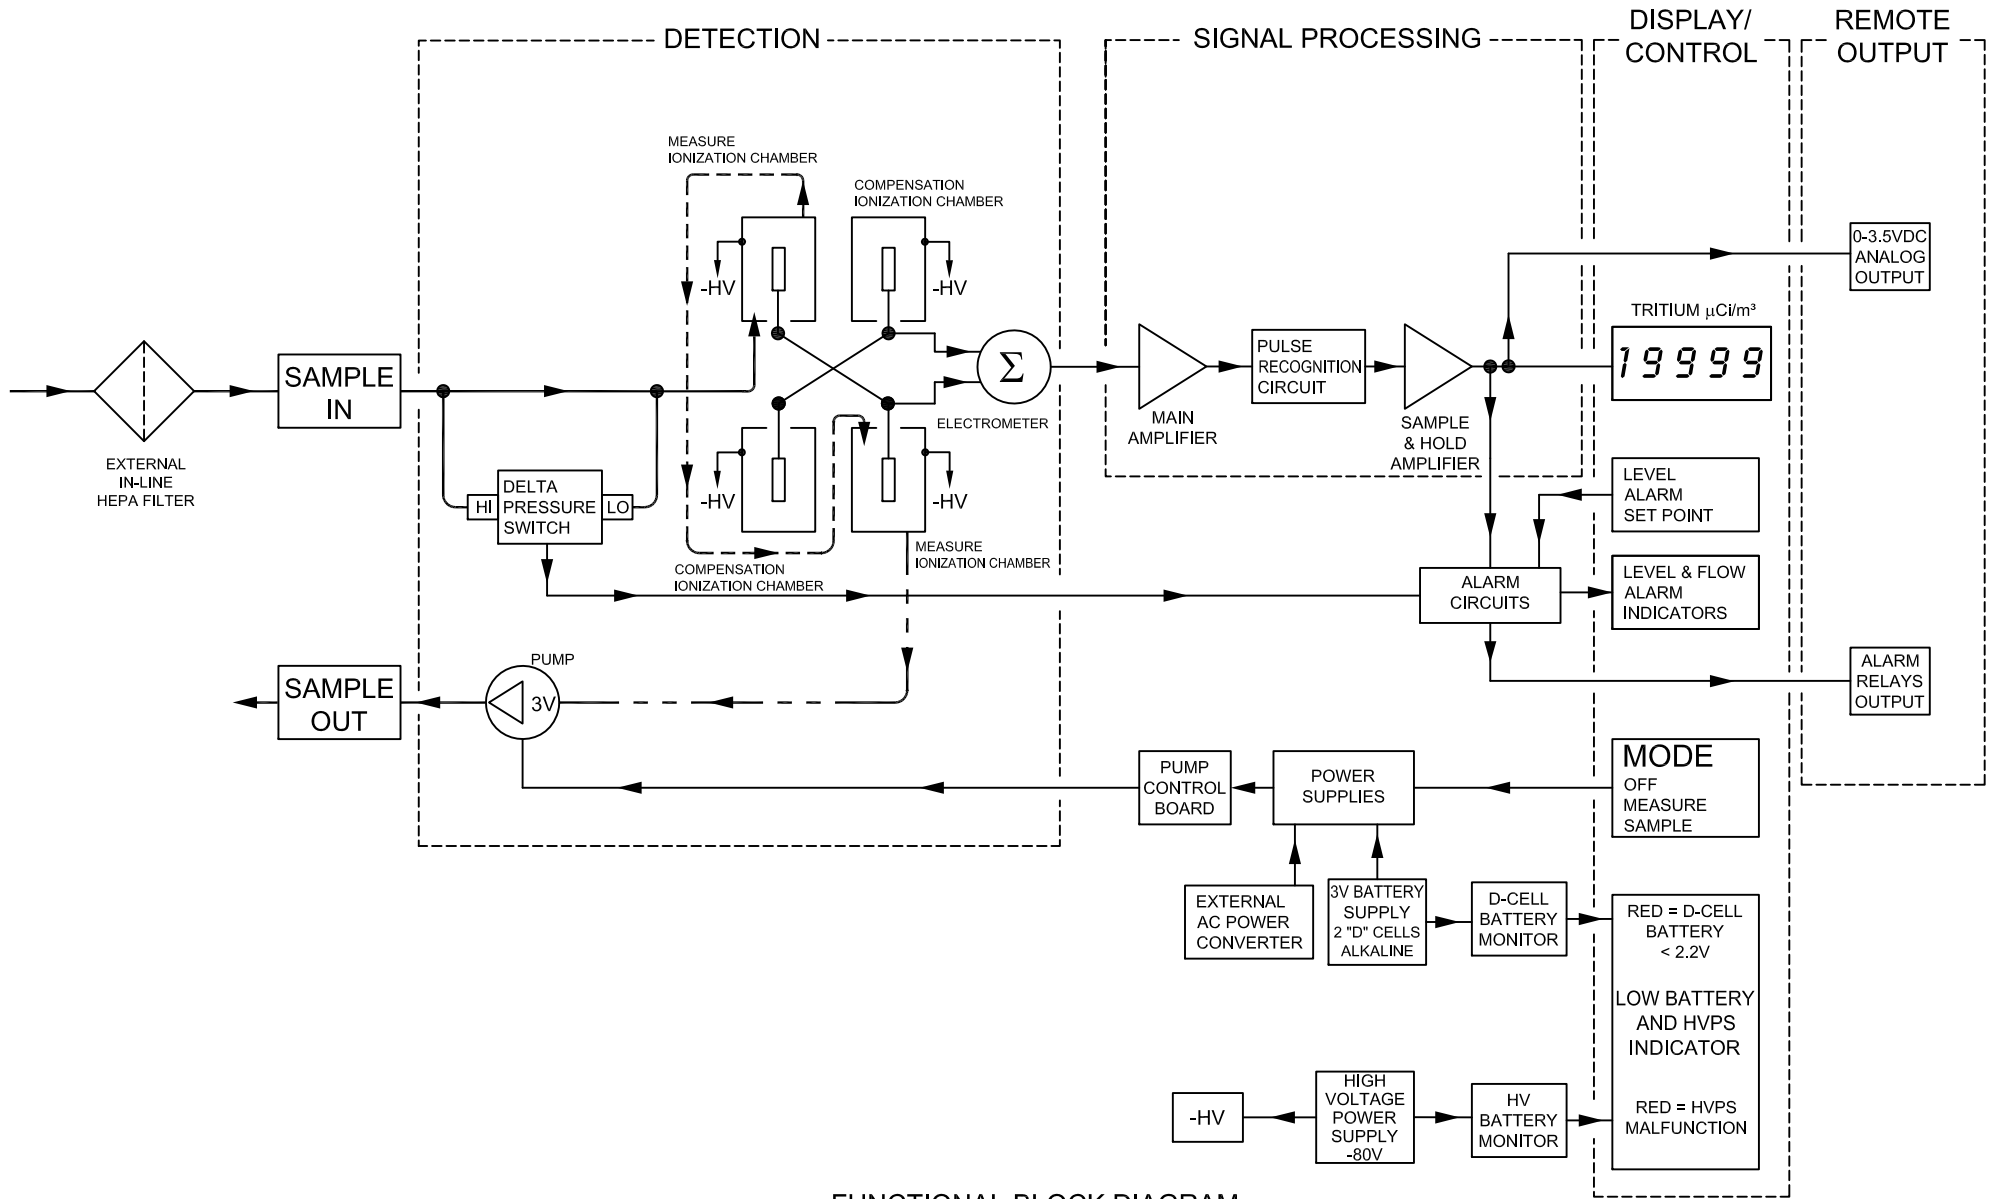 DETECTION
SIGNAL PROCESSING
DISPLAY/
CONTROL
REMOTE
OUTPUT
MEASURE
IONIZATION CHAMBER
COMPENSATION
IONIZATION CHAMBER
-HV
-HV
0-3.5VDC
ANALOG
OUTPUT
TRITIUM µCi/m³
19999
EXTERNAL
IN-LINE
HEPA FILTER
SAMPLE
IN
Σ
ELECTROMETER
MAIN
AMPLIFIER
PULSE
RECOGNITION
CIRCUIT
SAMPLE
& HOLD
AMPLIFIER
HI
DELTA
PRESSURE
SWITCH
LO
-HV
-HV
LEVEL
ALARM
SET POINT
COMPENSATION
IONIZATION CHAMBER
MEASURE
IONIZATION CHAMBER
ALARM
CIRCUITS
LEVEL & FLOW
ALARM
INDICATORS
SAMPLE
OUT
PUMP
3V
ALARM
RELAYS
OUTPUT
PUMP
CONTROL
BOARD
POWER
SUPPLIES
MODE
OFF
MEASURE
SAMPLE
EXTERNAL
AC POWER
CONVERTER
3V BATTERY
SUPPLY
2 "D" CELLS
ALKALINE
D-CELL
BATTERY
MONITOR
RED = D-CELL
BATTERY
< 2.2V
LOW BATTERY
AND HVPS
INDICATOR
RED = HVPS
MALFUNCTION
-HV
HIGH
VOLTAGE
POWER
SUPPLY
-80V
HV
BATTERY
MONITOR
FUNCTIONAL BLOCK DIAGRAM